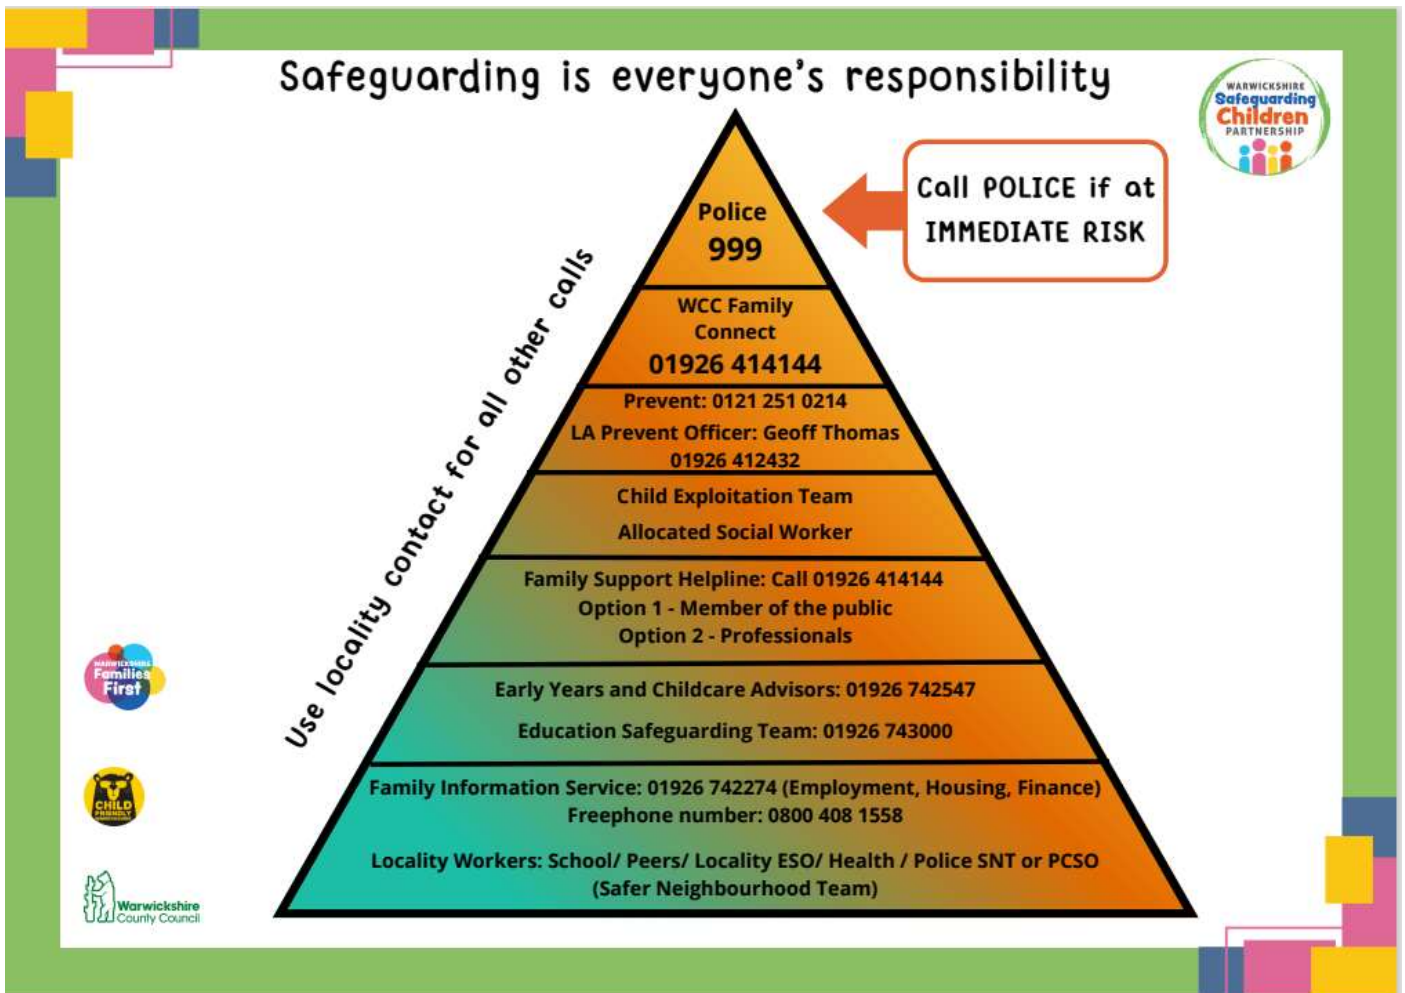 Safeguarding is everyone's responsibility
WARWICKSHIRE
Safeguarding
Children
PARTNERSHIP
Call POLICE if at
IMMEDIATE RISK
Use locality contact for all other calls
Police
999
WCC Family
Connect
01926 414144
Prevent: 0121 251 0214
LA Prevent Officer: Geoff Thomas
01926 412432
Child Exploitation Team
Allocated Social Worker
Family Support Helpline: Call 01926 414144
Option 1 - Member of the public
Option 2 - Professionals
Early Years and Childcare Advisors: 01926 742547
Education Safeguarding Team: 01926 743000
Family Information Service: 01926 742274 (Employment, Housing, Finance)
Freephone number: 0800 408 1558
Locality Workers: School/ Peers/ Locality ESO/ Health / Police SNT or PCSO
(Safer Neighbourhood Team)
WARWICKSHIRE
Families
First
CHILD
FRIENDLY
Warwickshire
County Council